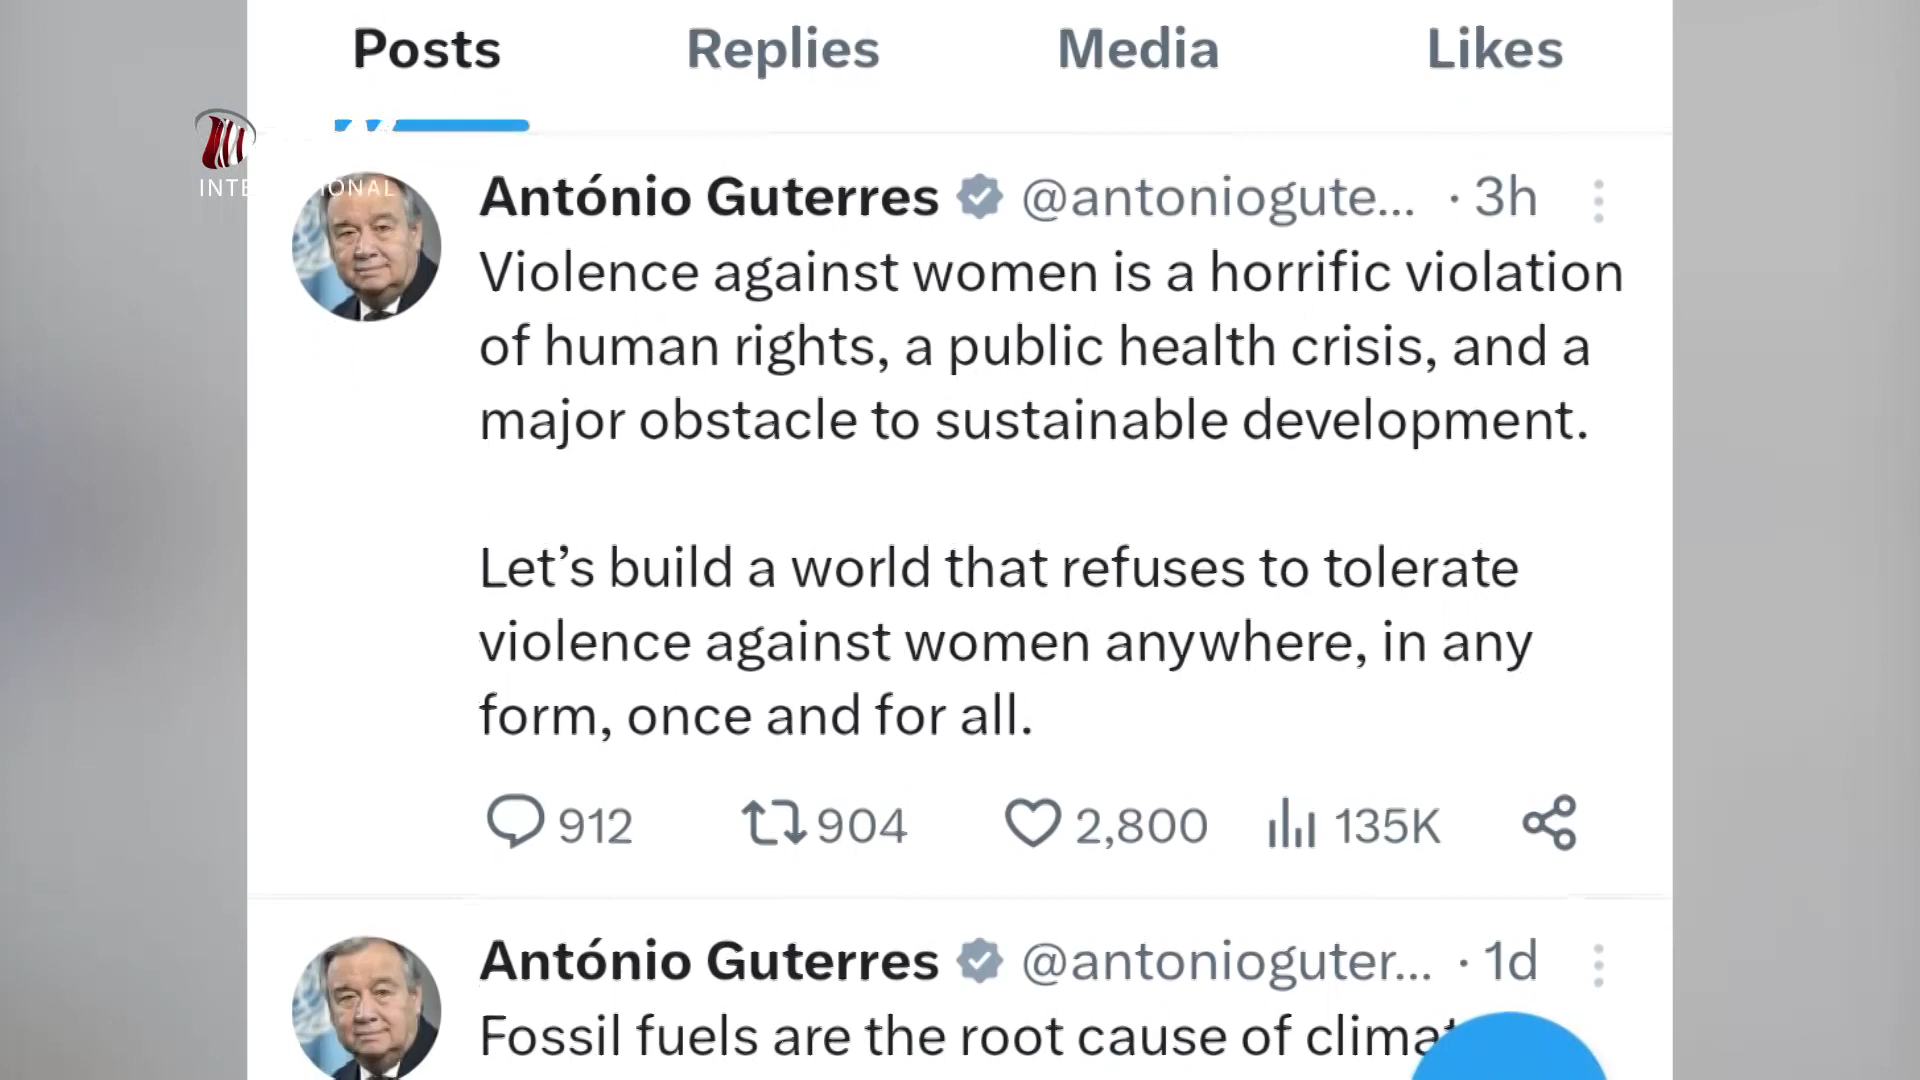 Posts Replies Media Likes
INTE IONAL
António Guterres @antoniogute... · 3h
Violence against women is a horrific violation
of human rights, a public health crisis, and a
major obstacle to sustainable development.
Let’s build a world that refuses to tolerate
violence against women anywhere, in any
form, once and for all.
912 904 2,800 135K
António Guterres @antonioguter... · 1d
Fossil fuels are the root cause of climat